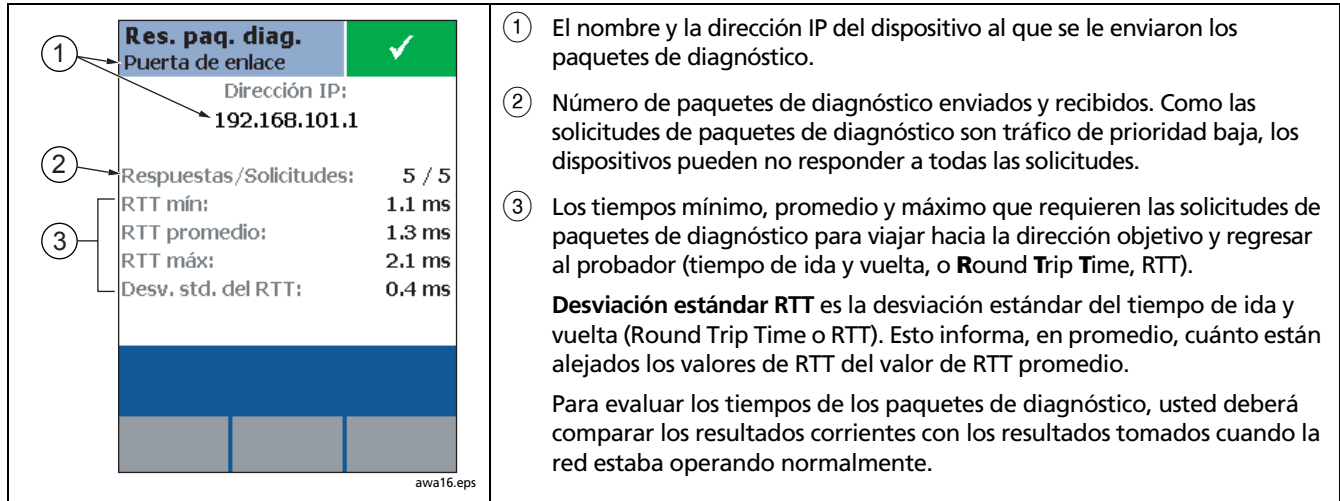 Res. paq. diag.
Puerta de enlace
Dirección IP:
192.168.101.1
Respuestas/Solicitudes: 5 / 5
RTT mín: 1.1 ms
RTT promedio: 1.3 ms
RTT máx: 2.1 ms
Desv. std. del RTT: 0.4 ms
1
2
3
awa16.eps
1 El nombre y la dirección IP del dispositivo al que se le enviaron los
paquetes de diagnóstico.
2 Número de paquetes de diagnóstico enviados y recibidos. Como las
solicitudes de paquetes de diagnóstico son tráfico de prioridad baja, los
dispositivos pueden no responder a todas las solicitudes.
3 Los tiempos mínimo, promedio y máximo que requieren las solicitudes de
paquetes de diagnóstico para viajar hacia la dirección objetivo y regresar
al probador (tiempo de ida y vuelta, o Round Trip Time, RTT).
Desviación estándar RTT es la desviación estándar del tiempo de ida y
vuelta (Round Trip Time o RTT). Esto informa, en promedio, cuánto están
alejados los valores de RTT del valor de RTT promedio.
Para evaluar los tiempos de los paquetes de diagnóstico, usted deberá
comparar los resultados corrientes con los resultados tomados cuando la
red estaba operando normalmente.